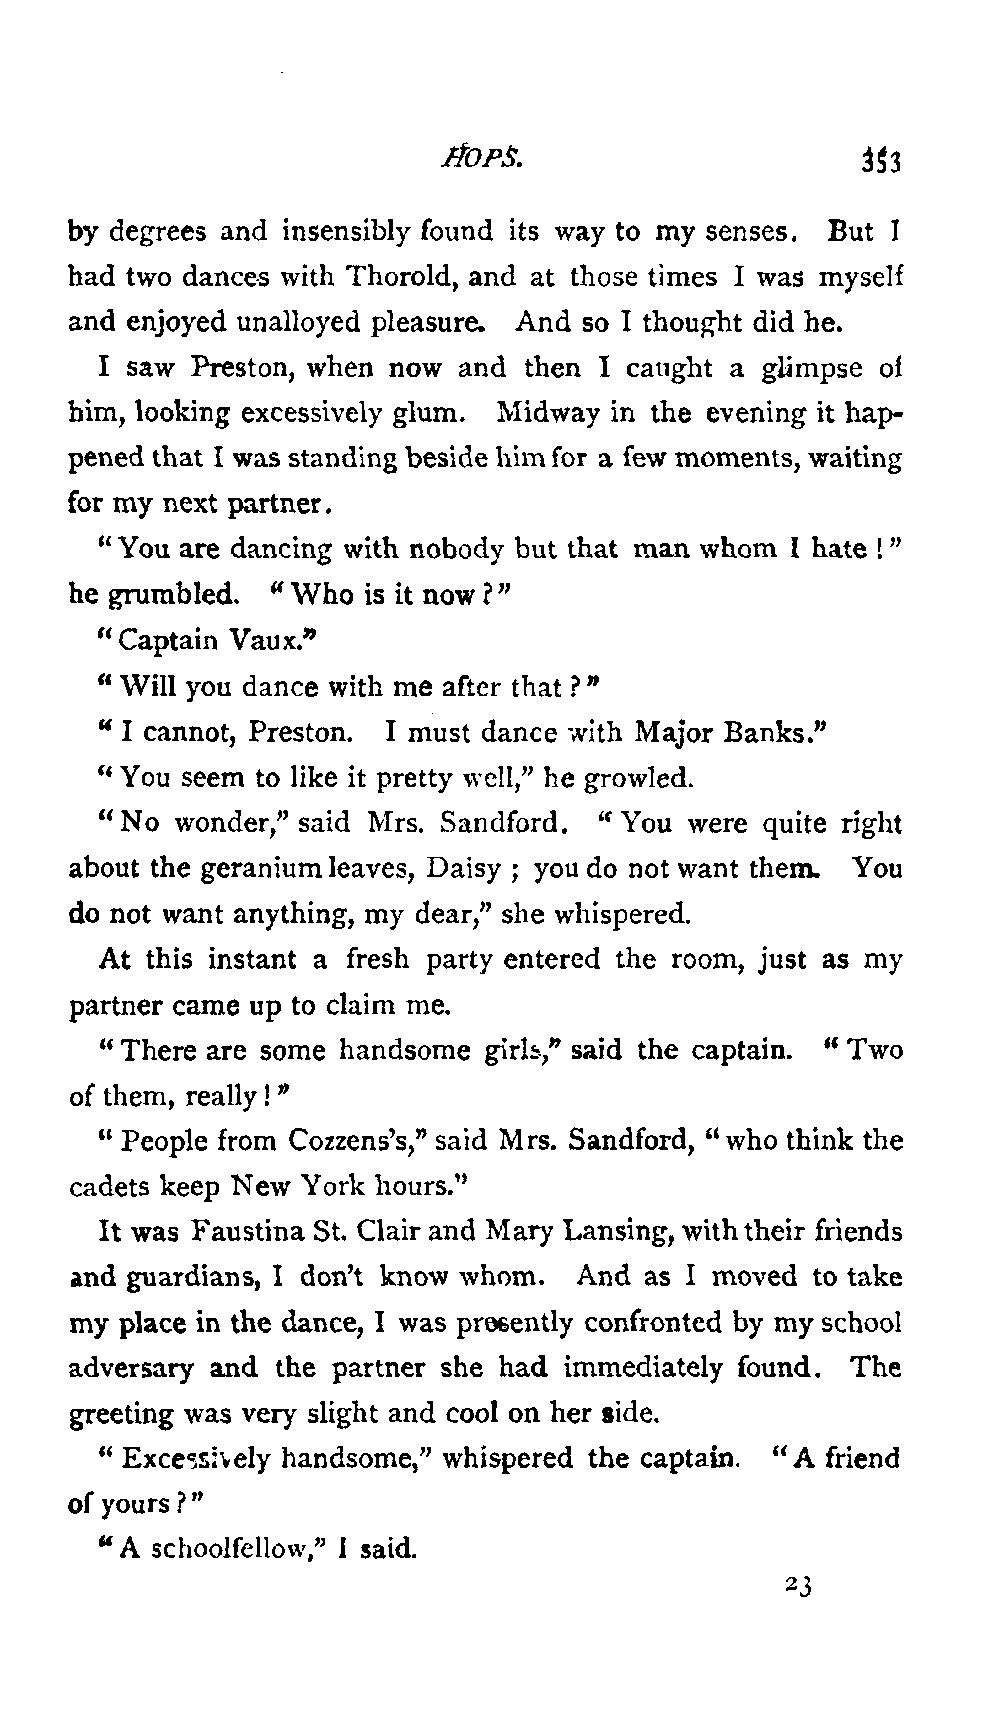 HOPS. 353
by degrees and insensibly found its way to my senses. But I
had two dances with Thorold, and at those times I was myself
and enjoyed unalloyed pleasure. And so I thought did he.
I saw Preston, when now and then I caught a glimpse of
him, looking excessively glum. Midway in the evening it hap-
pened that I was standing beside him for a few moments, waiting
for my next partner.
"You are dancing with nobody but that man whom I hate!"
he grumbled. "Who is it now?"
"Captain Vaux."
"Will you dance with me after that?"
"I cannot, Preston. I must dance with Major Banks."
"You seem to like it pretty well," he growled.
"No wonder," said Mrs. Sandford. "You were quite right
about the geranium leaves, Daisy; you do not want them. You
do not want anything, my dear," she whispered.
At this instant a fresh party entered the room, just as my
partner came up to claim me.
"There are some handsome girls," said the captain. "Two
of them, really!"
"People from Cozzens's," said Mrs. Sandford, "who think the
cadets keep New York hours."
It was Faustina St. Clair and Mary Lansing, with their friends
and guardians, I don't know whom. And as I moved to take
my place in the dance, I was presently confronted by my school
adversary and the partner she had immediately found. The
greeting was very slight and cool on her side.
"Excessively handsome," whispered the captain. "A friend
of yours?"
"A schoolfellow," I said.
23